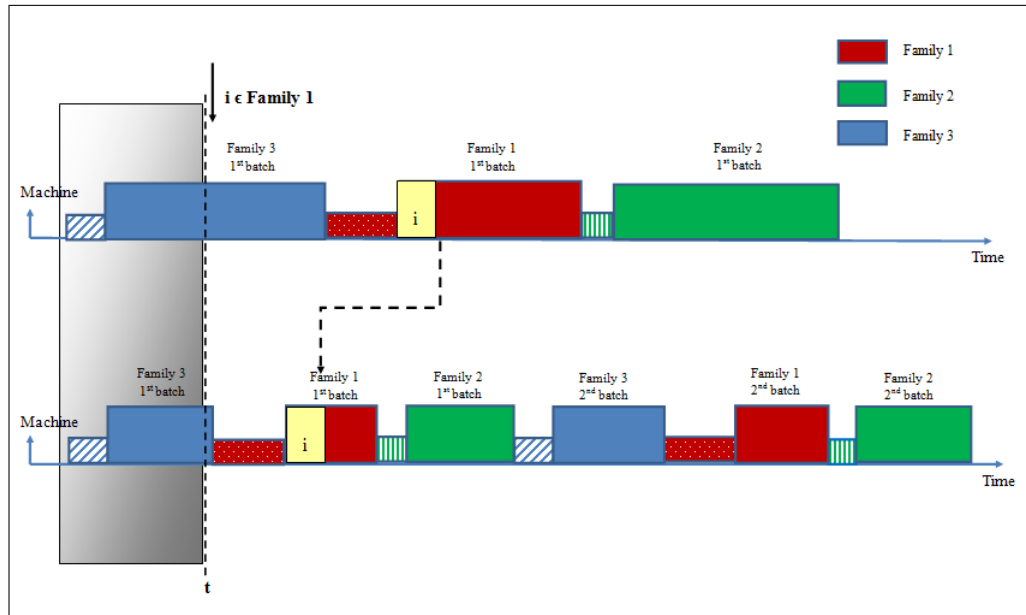 Family 1
i ϵ Family 1
Family 2
Family 3
Family 3
1st batch
Family 1
1st batch
Family 2
1st batch
Machine
i
Time
Family 3
1st batch
Family 1
1st batch
Family 2
1st batch
Family 3
2nd batch
Family 1
2nd batch
Family 2
2nd batch
Machine
i
Time
t